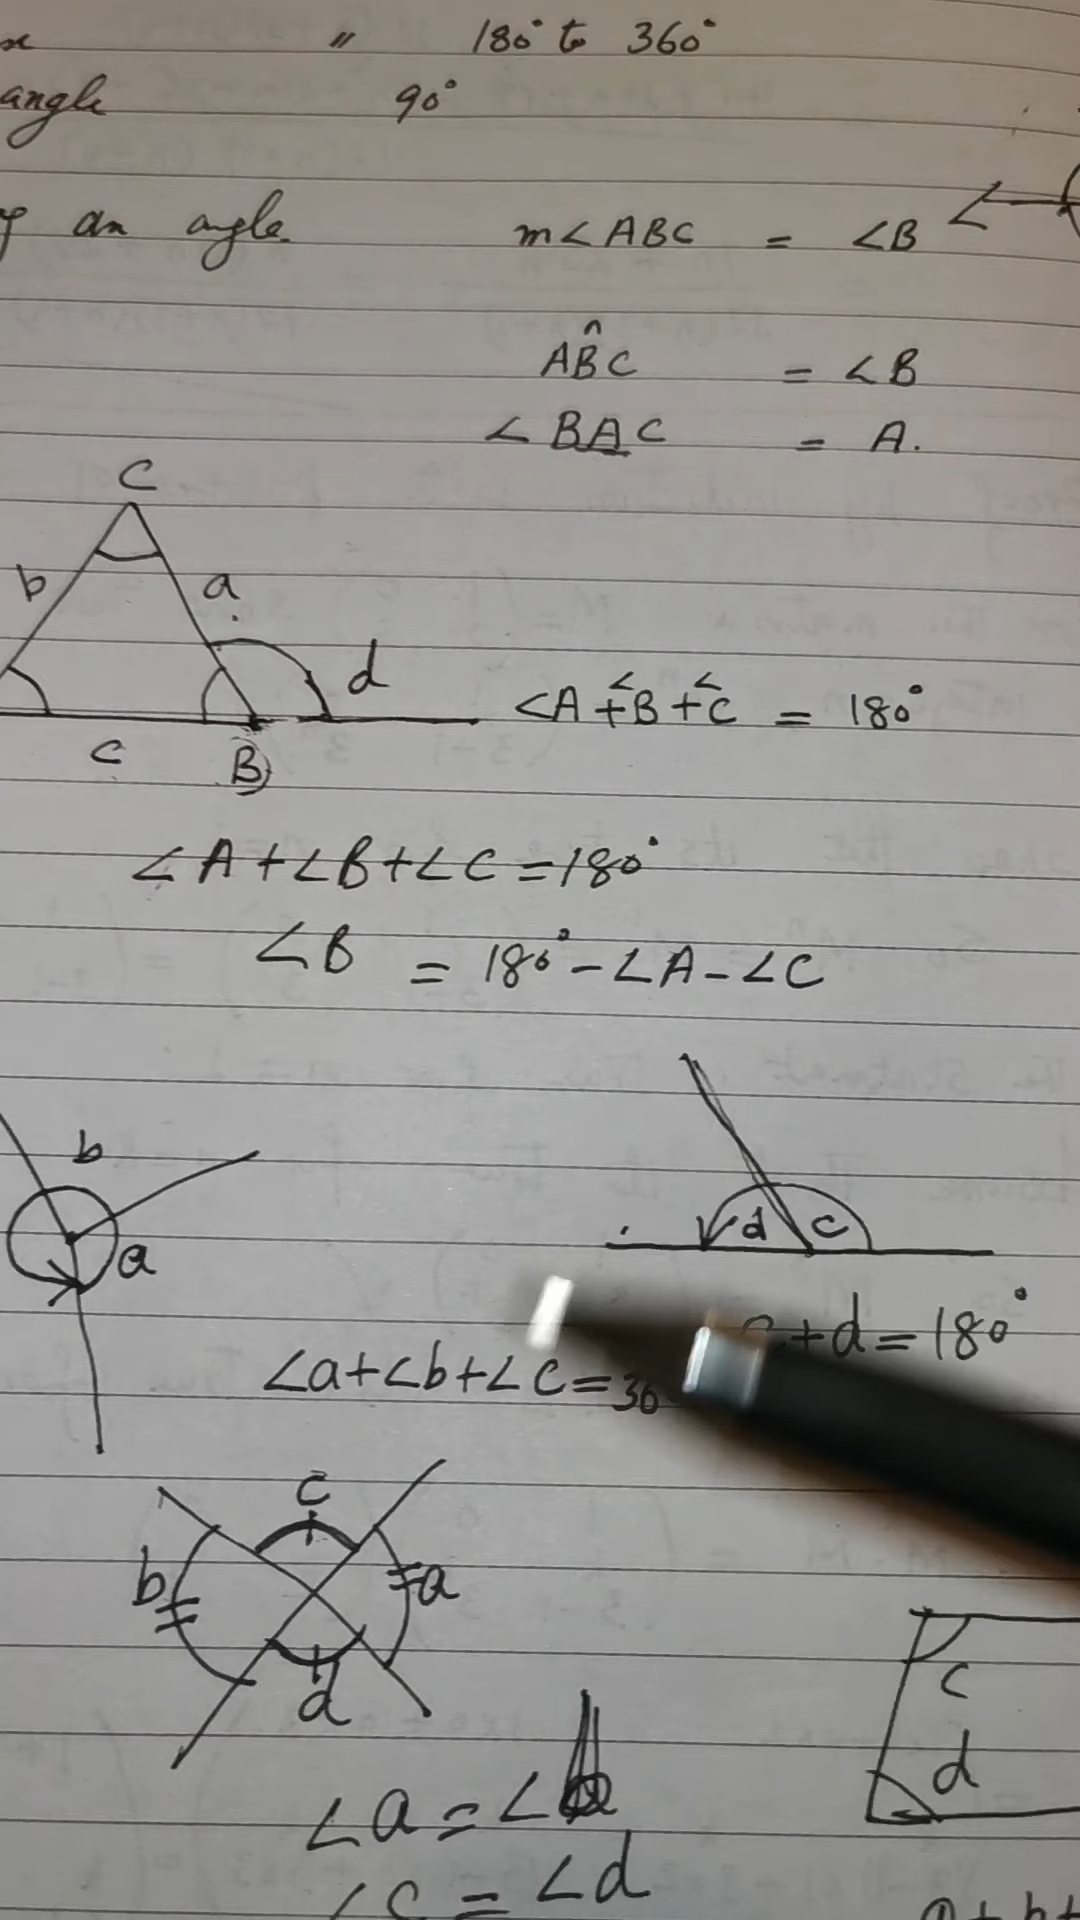 " 180° to 360°
angle 90°
an angle. m∠ABC = ∠B
AB̂C = ∠B
∠BAC = A.
C
b a
d
∠A+∠B+∠C = 180°
c B
∠A+∠B+∠C=180°
∠B = 180°-∠A-∠C
b
a d c
+d=180°
∠a+∠b+∠c=36
c
b a
d
c
d
∠a=∠
∠c=∠d